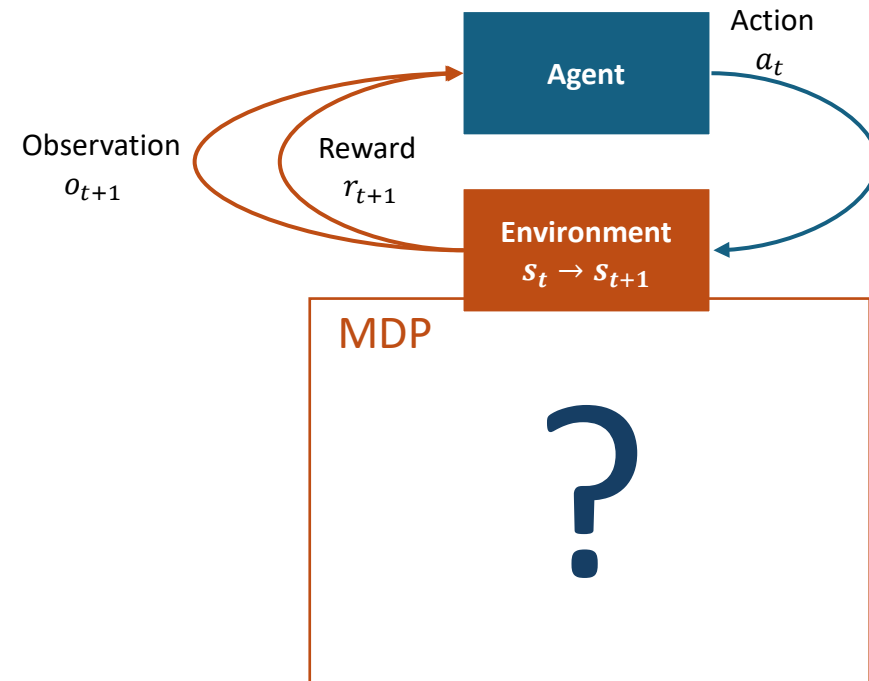 Action
a_t
Agent
Observation
o_{t+1}
Reward
r_{t+1}
Environment
s_t → s_{t+1}
MDP
?